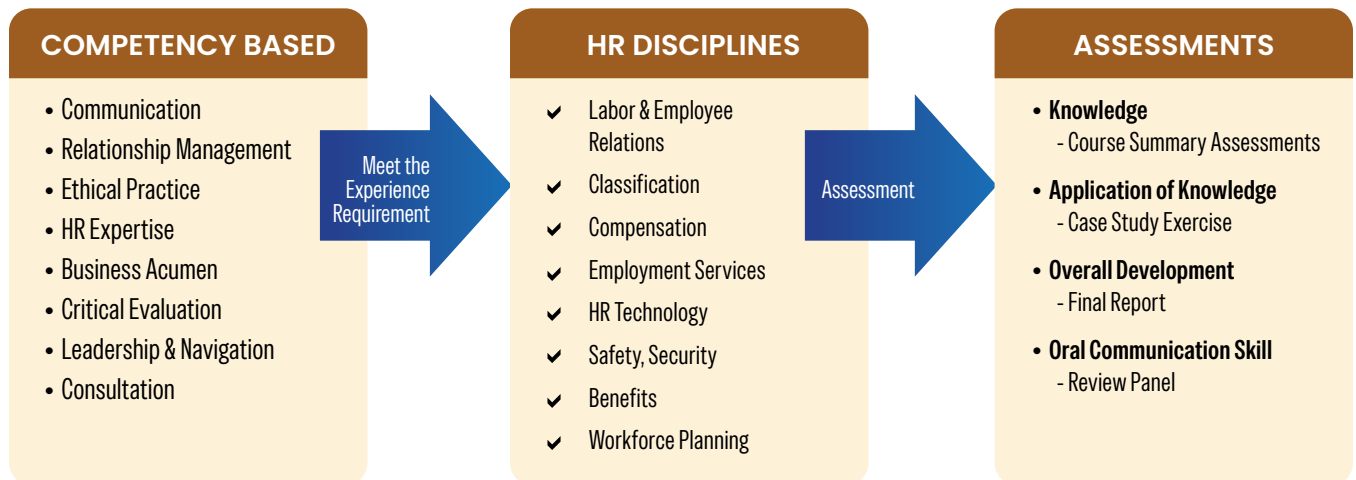 COMPETENCY BASED
• Communication
• Relationship Management
• Ethical Practice
• HR Expertise
• Business Acumen
• Critical Evaluation
• Leadership & Navigation
• Consultation
Meet the
Experience
Requirement
HR DISCIPLINES
✔ Labor & Employee
Relations
✔ Classification
✔ Compensation
✔ Employment Services
✔ HR Technology
✔ Safety, Security
✔ Benefits
✔ Workforce Planning
Assessment
ASSESSMENTS
• Knowledge
- Course Summary Assessments
• Application of Knowledge
- Case Study Exercise
• Overall Development
- Final Report
• Oral Communication Skill
- Review Panel